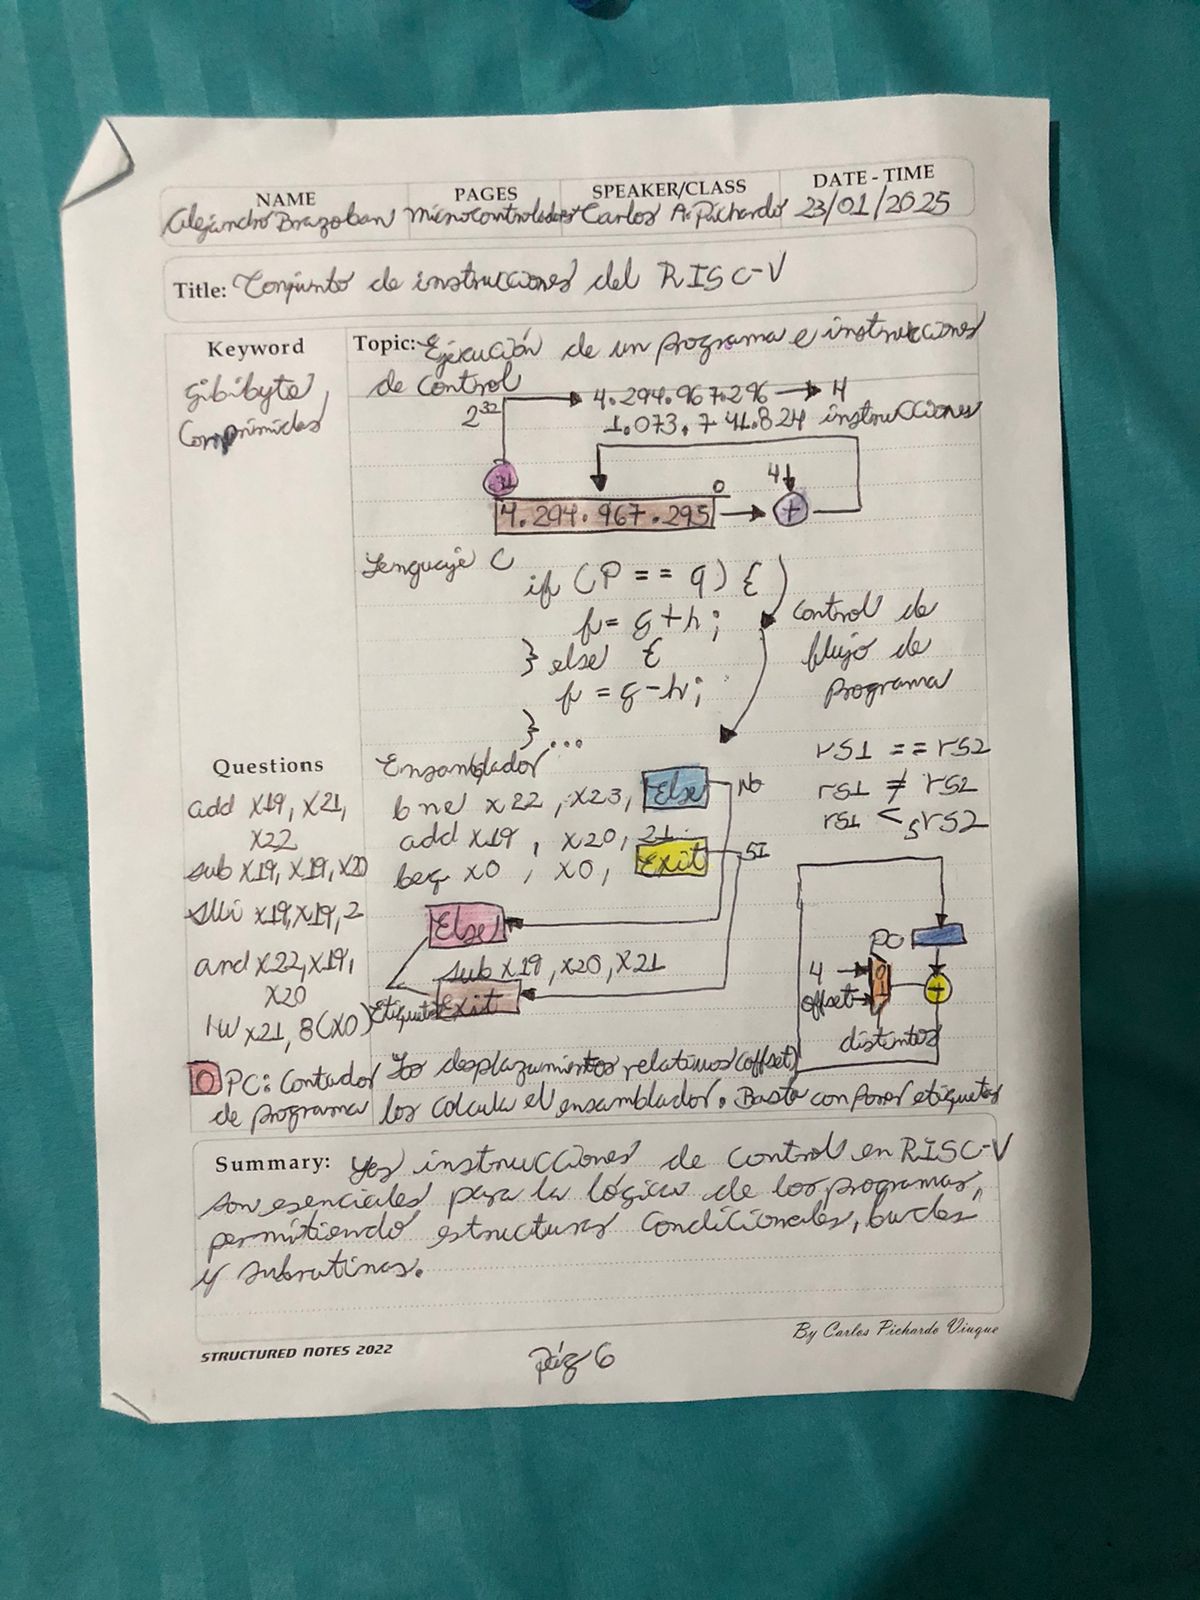 NAME PAGES SPEAKER/CLASS DATE - TIME
Alejandro Brazoban Microcontrolador Carlos A. Pichardo 23/01/2025
Title: Conjunto de instrucciones del RISC-V
Keyword
Gibibyte,
Comprimidas
Topic: Ejecución de un programa e instrucciones
de control
2^32 → 4.294.967.296 → 4
1.073.741.824 instrucciones
31 0 4
4.294.967.295 → +
Lenguaje C
if (P == q) {
f = g + h;
} else {
f = g - h;
} ...
Control de
flujo de
programa
Questions
add x19, x21,
x22
sub x19, x19, x20
slli x19, x19, 2
and x22, x19,
x20
lw x21, 8(x0)
PC: Contador
de programa
Ensamblador
bne x22, x23, Else NO
add x19, x20, 21
beq x0, x0, Exit SI
Else
sub x19, x20, x21
Etiquetas Exit
rs1 == rs2
rs1 ≠ rs2
rs1 < rs2
PC
4 → 0
offset → 1
+
distintos
Lo desplazamientos relativos (offset)
los calcula el ensamblador. Basta con poner etiquetas
Summary: Las instrucciones de control en RISC-V
son esenciales para la lógica de los programas,
permitiendo estructuras condicionales, bucles
y subrutinas.
By Carlos Pichardo Viuque
STRUCTURED NOTES 2022
pág 6